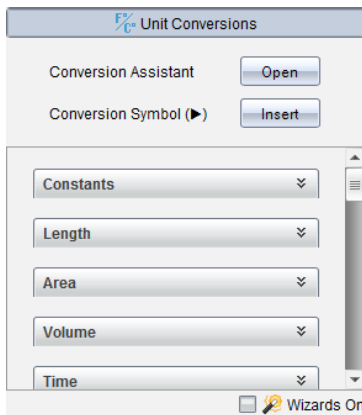 F°/C° Unit Conversions
Conversion Assistant Open
Conversion Symbol (►) Insert
Constants
Length
Area
Volume
Time
Wizards On